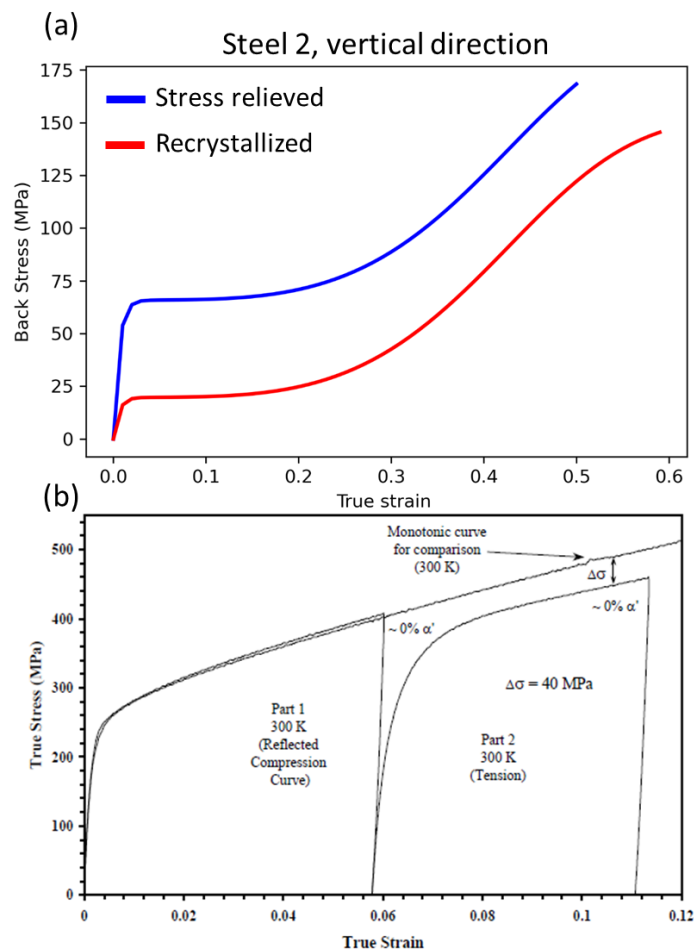 (a)
Steel 2, vertical direction
175
150
125
100
75
50
25
0
Back Stress (MPa)
Stress relieved
Recrystallized
0.0 0.1 0.2 0.3 0.4 0.5 0.6
True strain
(b)
500
400
300
200
100
0
True Stress (MPa)
Monotonic curve
for comparison
(300 K)
Δσ
~ 0% α'
~ 0% α'
Δσ = 40 MPa
Part 1
300 K
(Reflected
Compression
Curve)
Part 2
300 K
(Tension)
0 0.02 0.04 0.06 0.08 0.1 0.12
True Strain